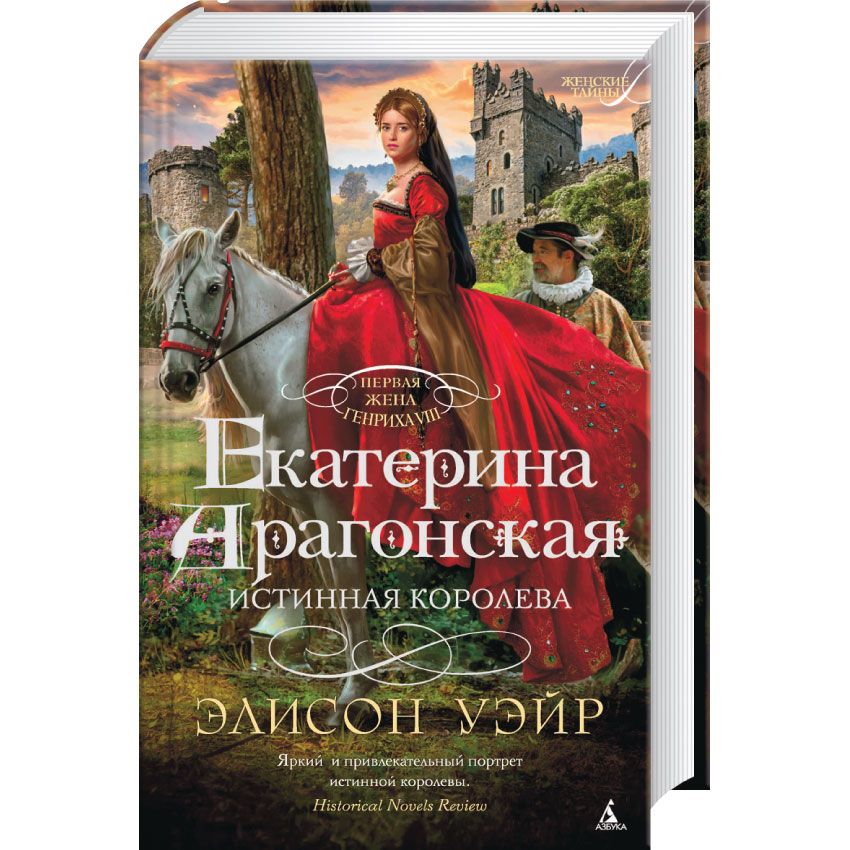 ЖЕНСКИЕ
ТАЙНЫ
ПЕРВАЯ
ЖЕНА
ГЕНРИХА VIII
ЕКАТЕРИНА
АРАГОНСКАЯ
ИСТИННАЯ КОРОЛЕВА
ЭЛИСОН УЭЙР
Яркий и привлекательный портрет
истинной королевы.
Historical Novels Review
АЗБУКА